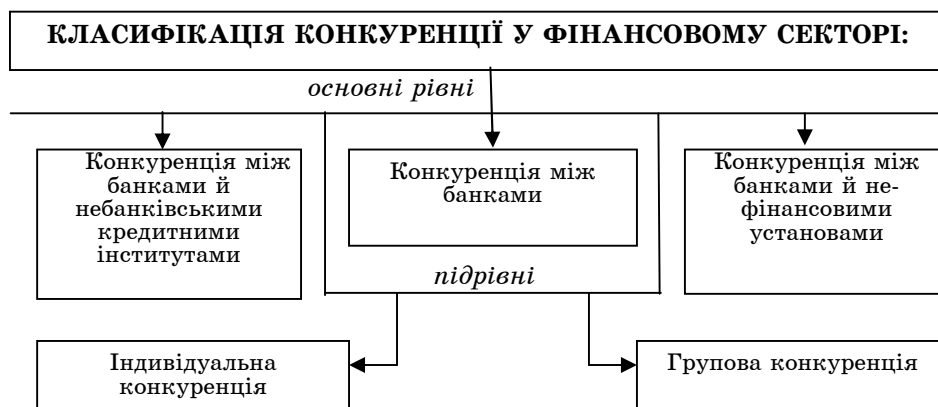 КЛАСИФІКАЦІЯ КОНКУРЕНЦІЇ У ФІНАНСОВОМУ СЕКТОРІ:
основні рівні
Конкуренція між
банками й
небанківськими
кредитними
інститутами
Конкуренція між
банками
Конкуренція між
банками й не-
фінансовими
установами
підрівні
Індивідуальна
конкуренція
Групова конкуренція